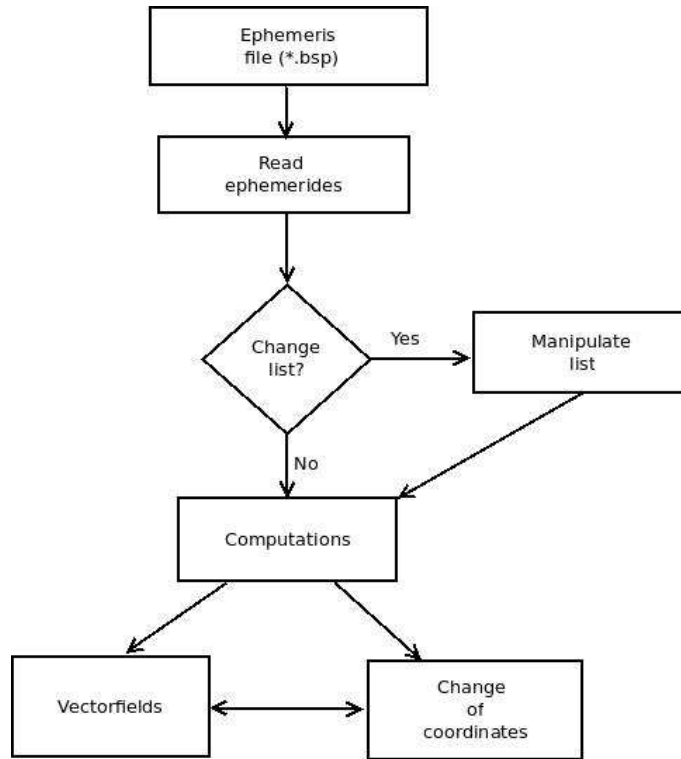 Ephemeris
file (*.bsp)
Read
ephemerides
Change
list?
Yes
Manipulate
list
No
Computations
Vectorfields
Change
of
coordinates